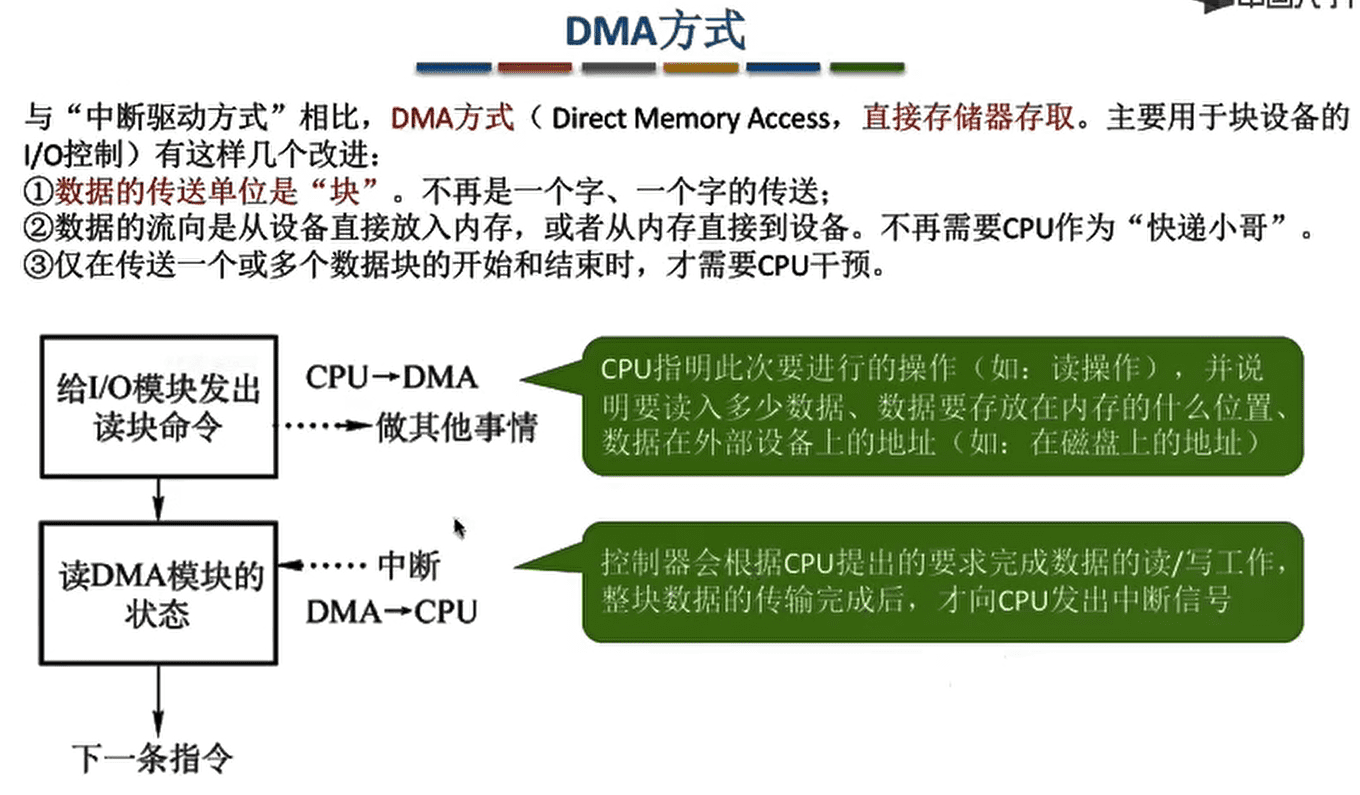 DMA方式
与“中断驱动方式”相比，DMA方式（ Direct Memory Access，直接存储器存取。主要用于块设备的
I/O控制）有这样几个改进：
①数据的传送单位是“块”。不再是一个字、一个字的传送；
②数据的流向是从设备直接放入内存，或者从内存直接到设备。不再需要CPU作为“快递小哥”。
③仅在传送一个或多个数据块的开始和结束时，才需要CPU干预。
给I/O模块发出
读块命令
CPU→DMA
做其他事情
CPU指明此次要进行的操作（如：读操作），并说
明要读入多少数据、数据要存放在内存的什么位置、
数据在外部设备上的地址（如：在磁盘上的地址）
读DMA模块的
状态
中断
DMA→CPU
控制器会根据CPU提出的要求完成数据的读/写工作，
整块数据的传输完成后，才向CPU发出中断信号
下一条指令